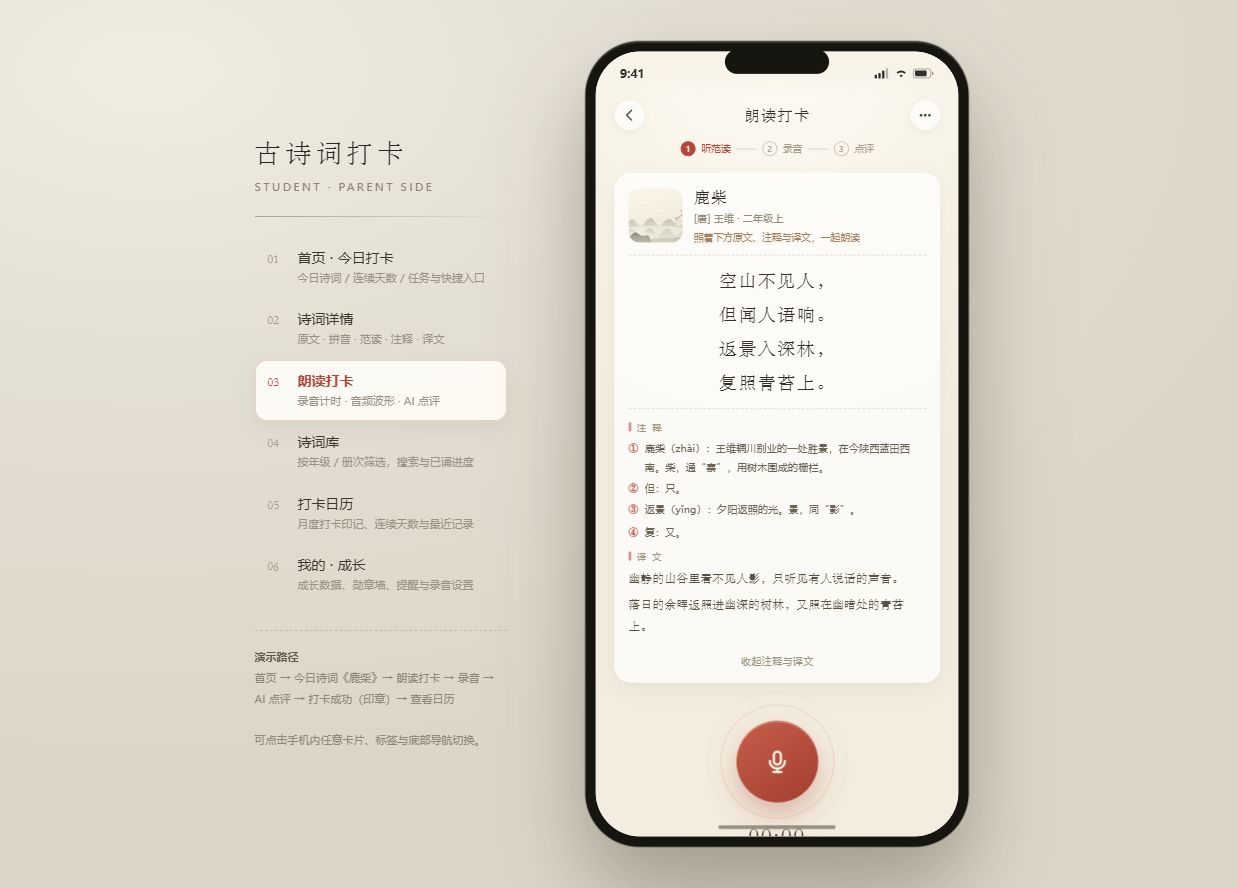 古诗词打卡
STUDENT · PARENT SIDE
01
首页 · 今日打卡
今日诗词 / 连续天数 / 任务与快捷入口
02
诗词详情
原文 · 拼音 · 范读 · 注释 · 译文
03
朗读打卡
录音计时 · 音频波形 · AI 点评
04
诗词库
按年级 / 册次筛选，搜索与已诵进度
05
打卡日历
月度打卡印记、连续天数与最近记录
06
我的 · 成长
成长数据、勋章墙、提醒与录音设置
演示路径
首页 → 今日诗词《鹿柴》→ 朗读打卡 → 录音 →
AI 点评 → 打卡成功（印章）→ 查看日历
可点击手机内任意卡片、标签与底部导航切换。
9:41
朗读打卡
1 听范读 2 录音 3 点评
鹿柴
[唐] 王维 · 二年级上
照着下方原文、注释与译文，一起朗读
空山不见人，
但闻人语响。
返景入深林，
复照青苔上。
注 释
① 鹿柴（zhài）：王维辋川别业的一处胜景，在今陕西蓝田西
南。柴，通“寨”，用树木围成的栅栏。
② 但：只。
③ 返景（yǐng）：夕阳返照的光。景，同“影”。
④ 复：又。
译 文
幽静的山谷里看不见人影，只听见有人说话的声音。
落日的余晖返照进幽深的树林，又照在幽暗处的青苔
上。
收起注释与译文
00:00